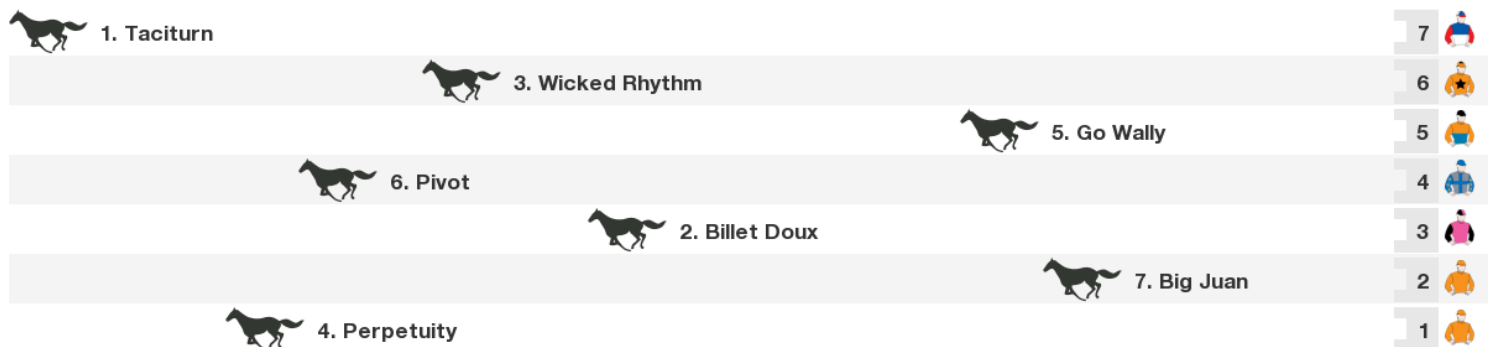 1. Taciturn 7
3. Wicked Rhythm 6
5. Go Wally 5
6. Pivot 4
2. Billet Doux 3
7. Big Juan 2
4. Perpetuity 1